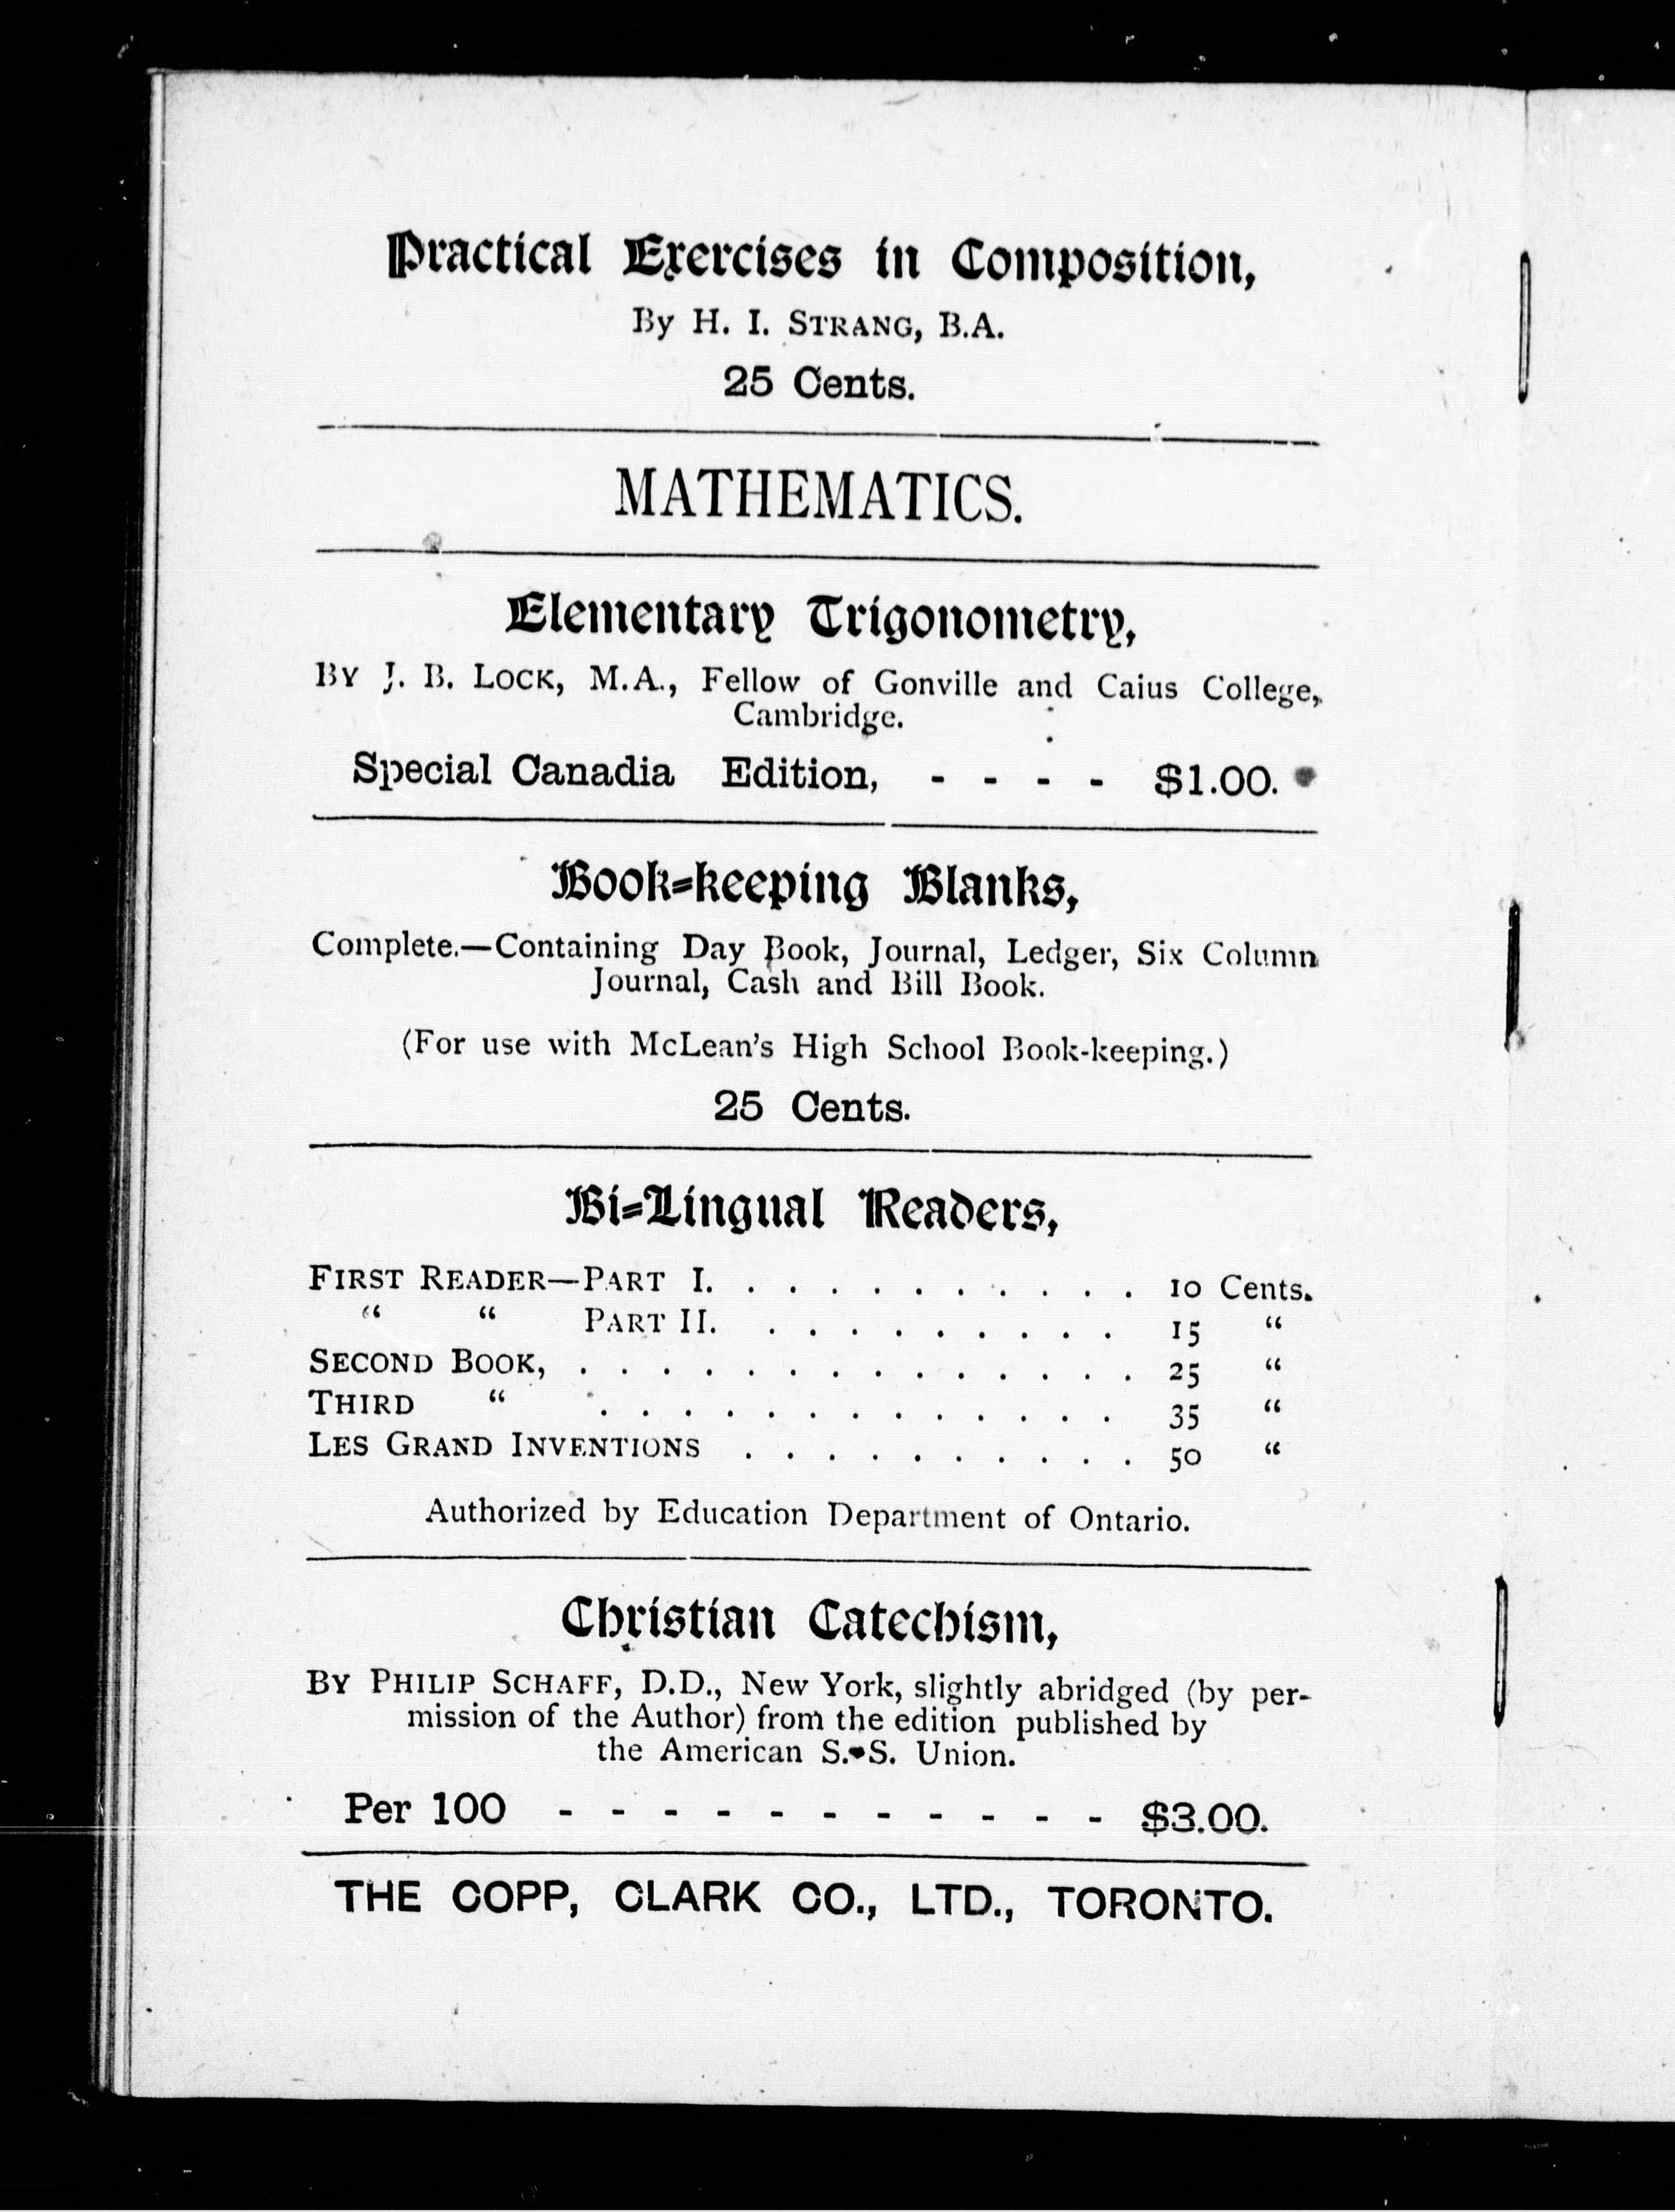 Practical Exercises in Composition,
By H. I. STRANG, B.A.
25 Cents.
MATHEMATICS.
Elementary Trigonometry,
BY J. B. LOCK, M.A., Fellow of Gonville and Caius College,
Cambridge.
Special Canadia Edition, - - - - $1.00.
Book=keeping Blanks,
Complete.—Containing Day Book, Journal, Ledger, Six Column
Journal, Cash and Bill Book.
(For use with McLean's High School Book-keeping.)
25 Cents.
Bi=Lingual Readers,
FIRST READER—PART I. . . . . . . . . . . 10 Cents.
“ “ PART II. . . . . . . . . . 15 “
SECOND BOOK, . . . . . . . . . . . . . . 25 “
THIRD “ . . . . . . . . . . . . . 35 “
LES GRAND INVENTIONS . . . . . . . . . . 50 “
Authorized by Education Department of Ontario.
Christian Catechism,
BY PHILIP SCHAFF, D.D., New York, slightly abridged (by per-
mission of the Author) from the edition published by
the American S. S. Union.
Per 100 - - - - - - - - - - - $3.00.
THE COPP, CLARK CO., LTD., TORONTO.